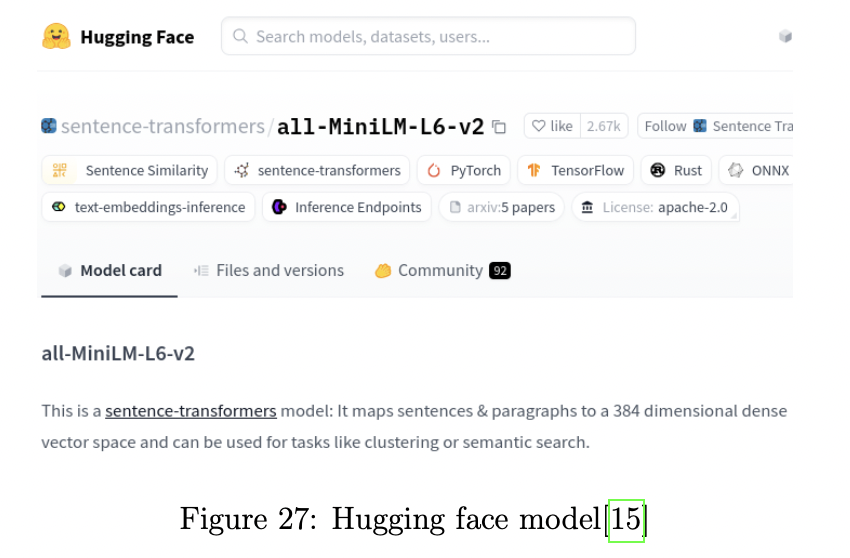 Hugging Face
Search models, datasets, users...
sentence-transformers/all-MiniLM-L6-v2
like 2.67k
Follow Sentence Tra
Sentence Similarity
sentence-transformers
PyTorch
TensorFlow
Rust
ONNX
text-embeddings-inference
Inference Endpoints
arxiv:5 papers
License: apache-2.0
Model card
Files and versions
Community 92
all-MiniLM-L6-v2
This is a sentence-transformers model: It maps sentences & paragraphs to a 384 dimensional dense
vector space and can be used for tasks like clustering or semantic search.
Figure 27: Hugging face model[15]